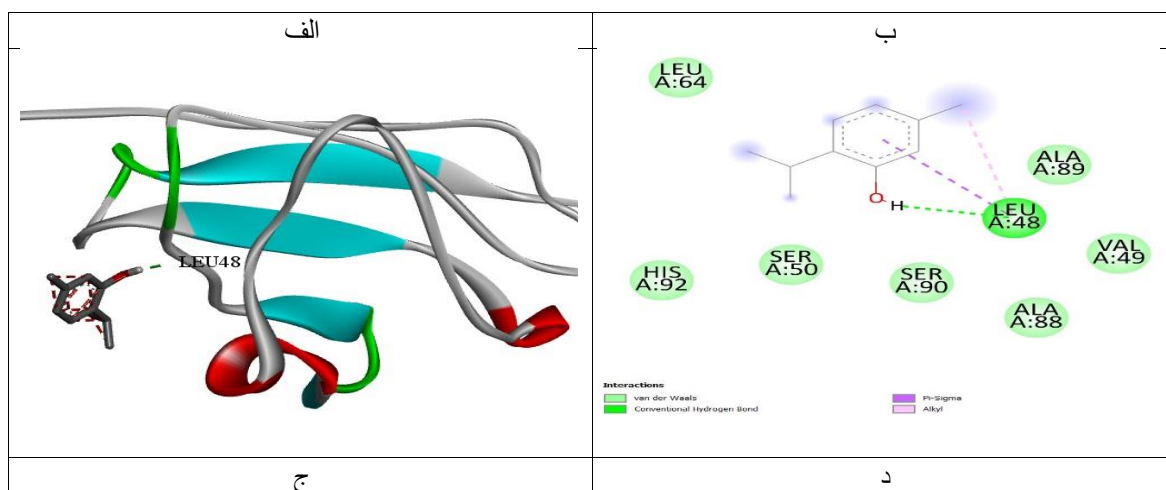 الف
ب
LEU48
LEU
A:64
ALA
A:89
LEU
A:48
VAL
A:49
SER
A:50
SER
A:90
HIS
A:92
ALA
A:88
O
H
Interactions
van der Waals
Conventional Hydrogen Bond
Pi-Sigma
Alkyl
ج
د